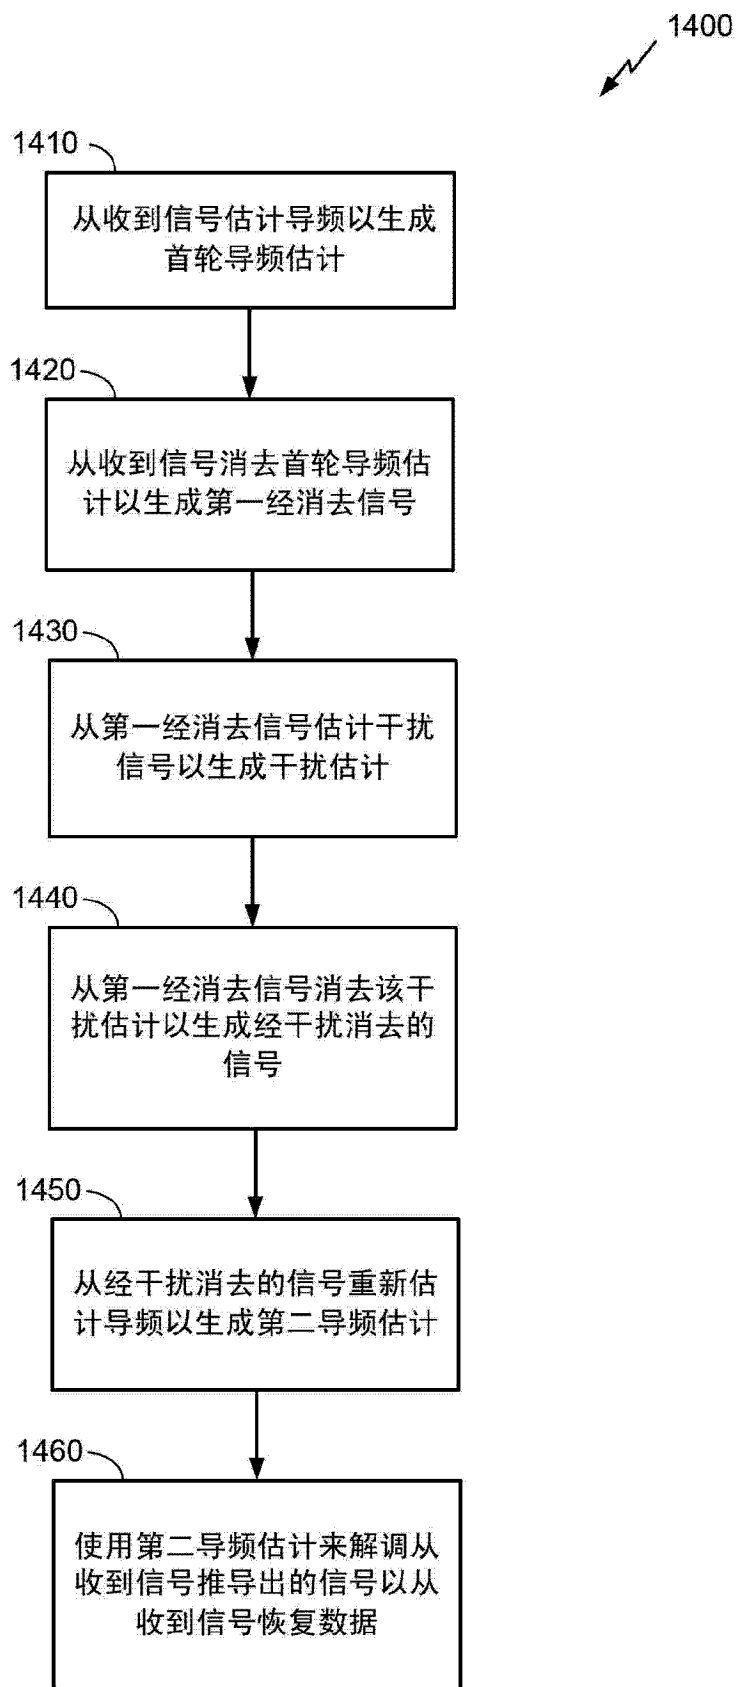 1400
1410
从收到信号估计导频以生成
首轮导频估计
1420
从收到信号消去首轮导频估
计以生成第一经消去信号
1430
从第一经消去信号估计干扰
信号以生成干扰估计
1440
从第一经消去信号消去该干
扰估计以生成经干扰消去的
信号
1450
从经干扰消去的信号重新估
计导频以生成第二导频估计
1460
使用第二导频估计来解调从
收到信号推导出的信号以从
收到信号恢复数据